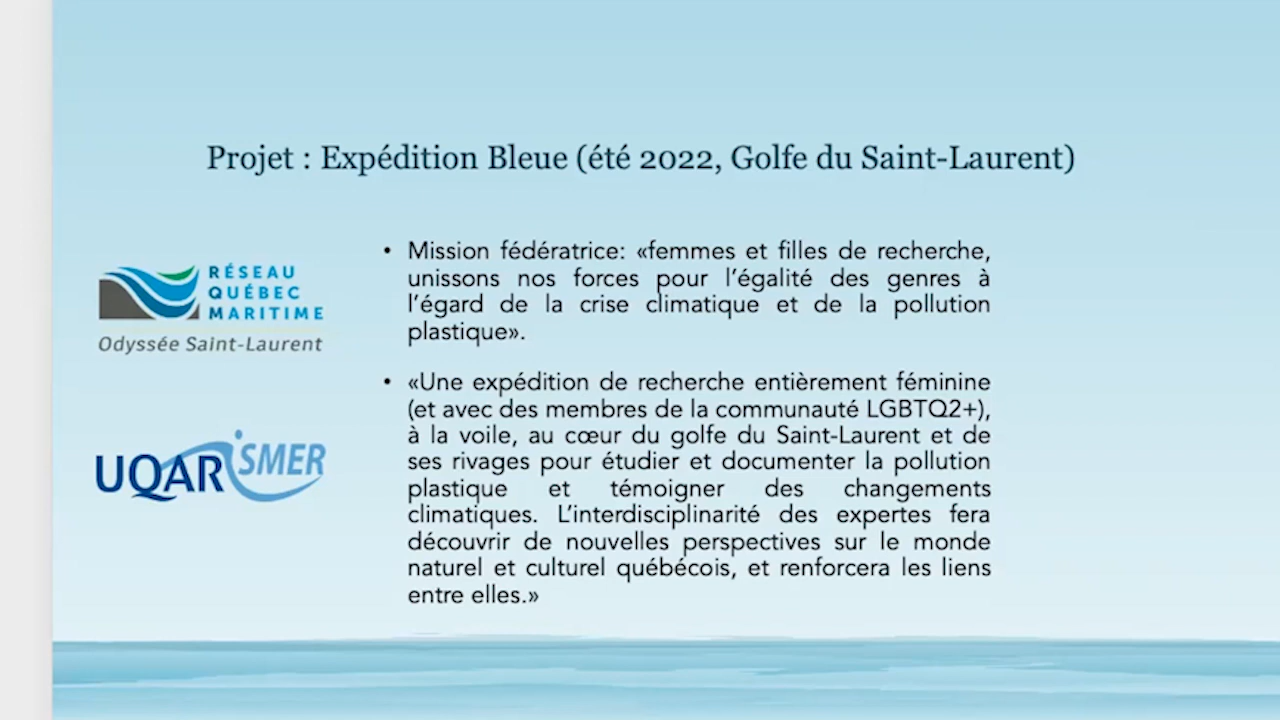 Projet : Expédition Bleue (été 2022, Golfe du Saint-Laurent)
RÉSEAU
QUÉBEC
MARITIME
Odyssée Saint-Laurent
UQAR ISMER
• Mission fédératrice: «femmes et filles de recherche,
unissons nos forces pour l’égalité des genres à
l’égard de la crise climatique et de la pollution
plastique».
• «Une expédition de recherche entièrement féminine
(et avec des membres de la communauté LGBTQ2+),
à la voile, au cœur du golfe du Saint-Laurent et de
ses rivages pour étudier et documenter la pollution
plastique et témoigner des changements
climatiques. L’interdisciplinarité des expertes fera
découvrir de nouvelles perspectives sur le monde
naturel et culturel québécois, et renforcera les liens
entre elles.»